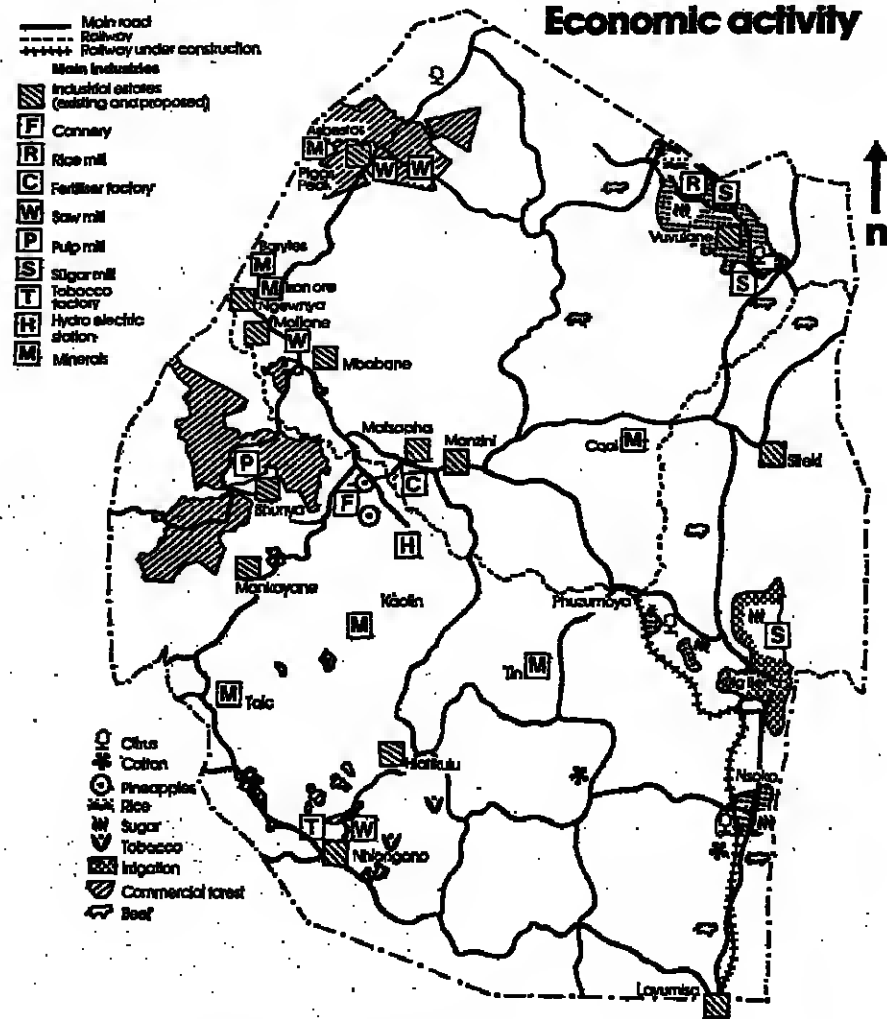 Economic activity
Main road
Railway
Railway under construction
Main industries
Industrial estates
(existing and proposed)
F Cannery
R Rice mill
C Fertiliser factory
W Saw mill
P Pulp mill
S Sugar mill
T Tobacco
factory
H Hydro electric
station
M Minerals
n
Asbestos
M
Piggs
Peak
W W
R S
Vuvulane
S
Barytes
M
M Iron ore
Ngewnya
Motjane
W
Mbabane
Matsapha
Manzini
Coal M
Siteki
P
Bhunya
F
C
H
Mankayane
Kaolin
M
Phuzumoya
S
Tin M
M Talc
Hlatikulu
Nsoko
T W
Nhlangano
Lavumisa
Citrus
Cotton
Pineapples
Rice
Sugar
Tobacco
Irrigation
Commercial forest
Beef